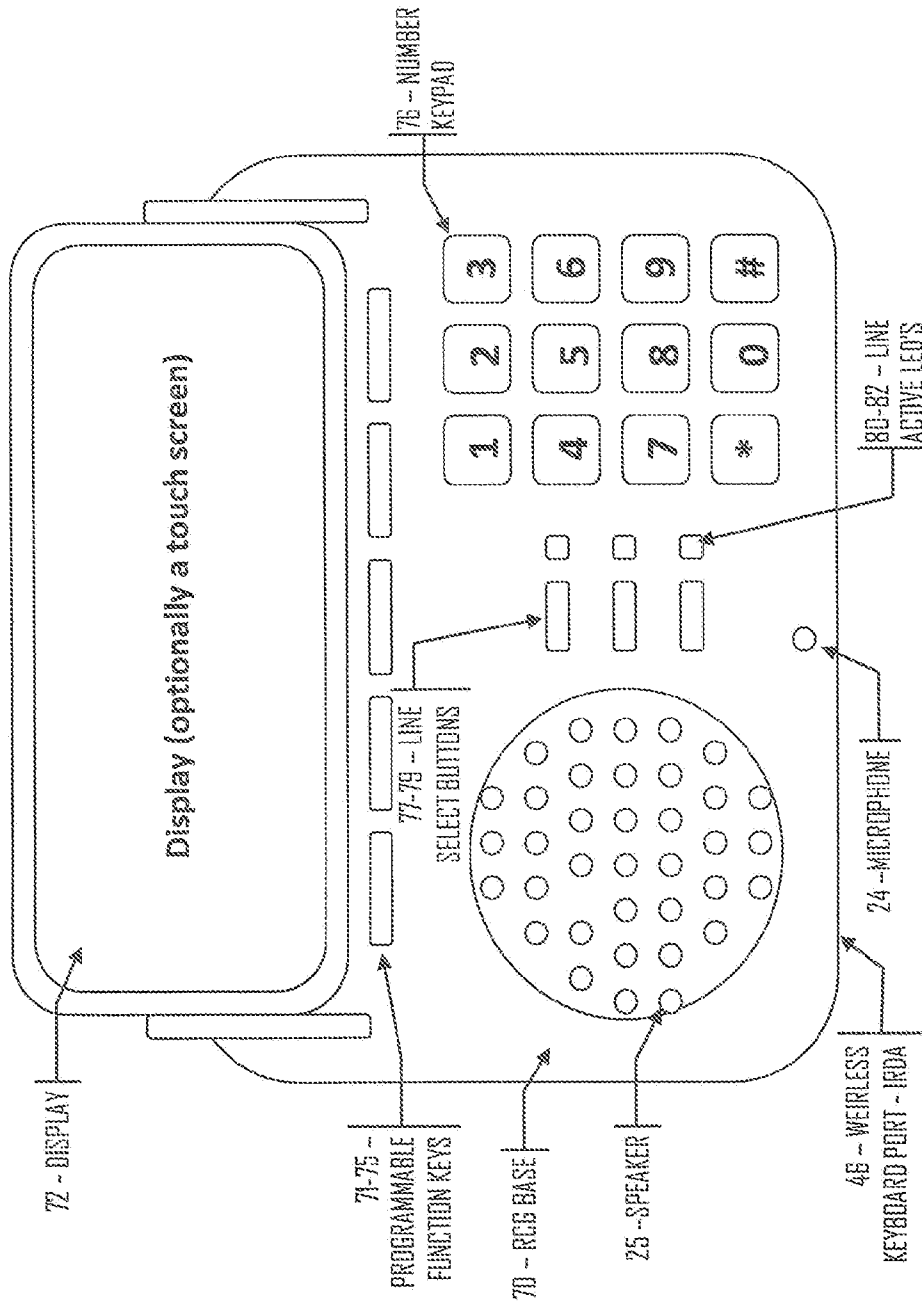 72 - DISPLAY
Display (optionally a touch screen)
71-75 -
PROGRAMMABLE
FUNCTION KEYS
77-79 - LINE
SELECT BUTTONS
76 - NUMBER
KEYPAD
1 2 3
4 5 6
7 8 9
* 0 #
70 - RCG BASE
25 -SPEAKER
46 - WEIRLESS
KEYBOARD PORT - IRDA
24 -MICROPHONE
80-82 - LINE
ACTIVE LED'S